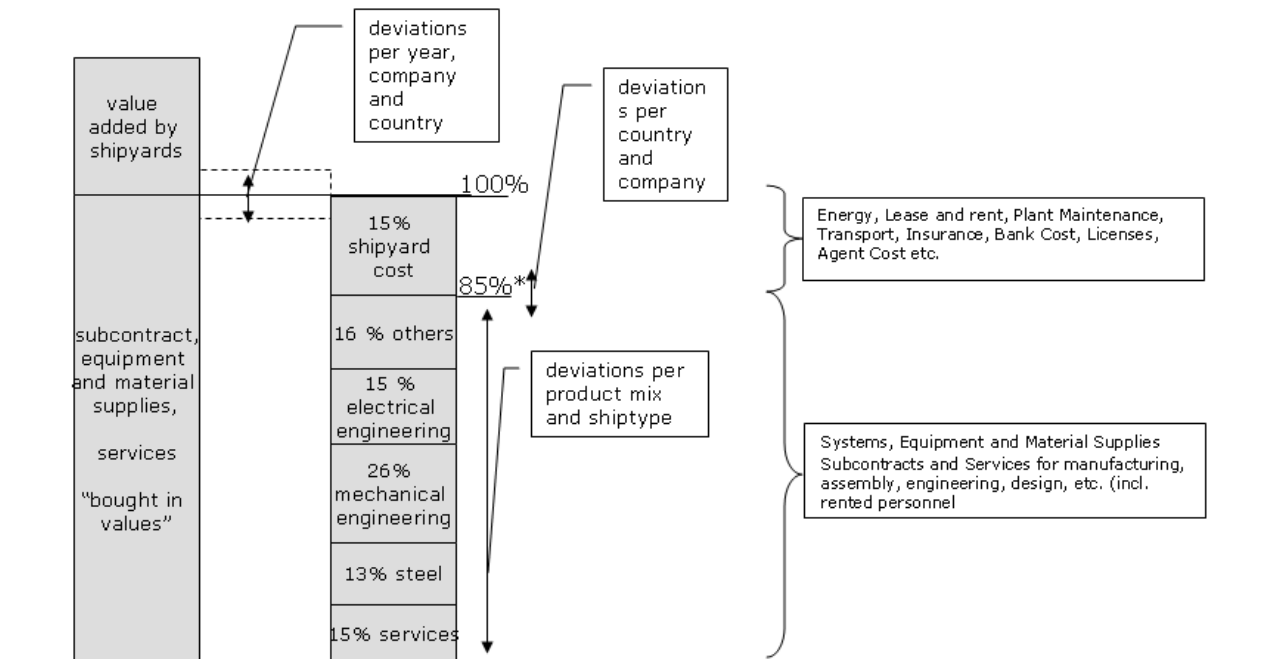 value
added by
shipyards
subcontract,
equipment
and material
supplies,
services
“bought in
values”
deviations
per year,
company
and
country
100%
15%
shipyard
cost
85%*
16 % others
15 %
electrical
engineering
26%
mechanical
engineering
13% steel
15% services
deviation
s per
country
and
company
deviations per
product mix
and shiptype
Energy, Lease and rent, Plant Maintenance,
Transport, Insurance, Bank Cost, Licenses,
Agent Cost etc.
Systems, Equipment and Material Supplies
Subcontracts and Services for manufacturing,
assembly, engineering, design, etc. (incl.
rented personnel